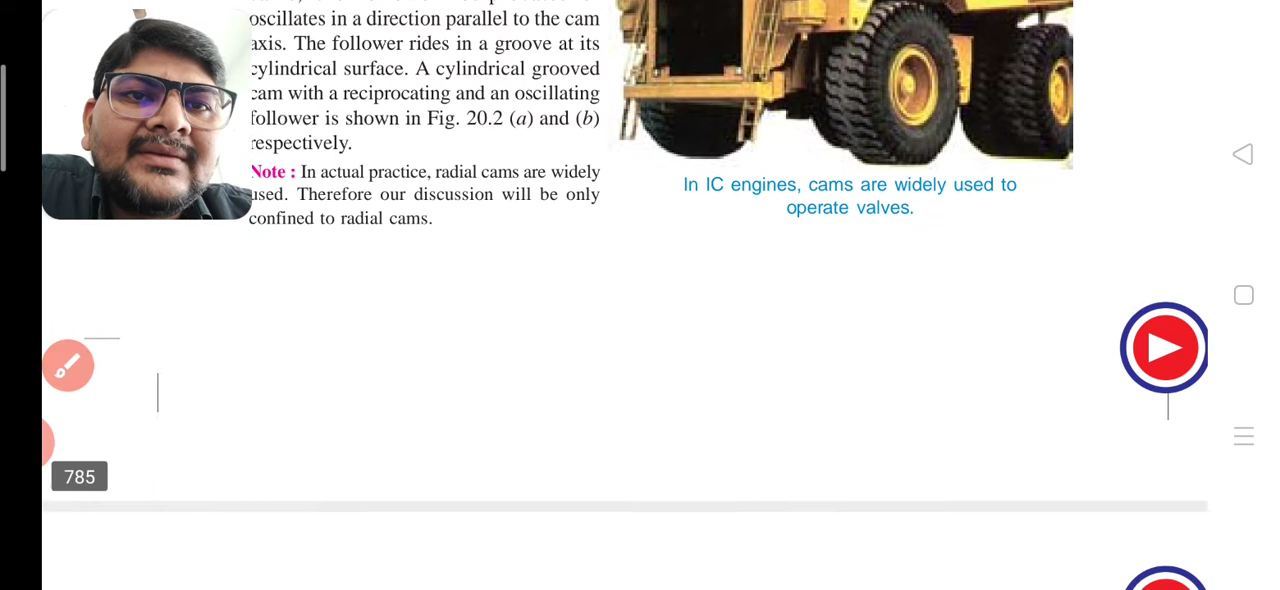 oscillates in a direction parallel to the cam
axis. The follower rides in a groove at its
cylindrical surface. A cylindrical grooved
cam with a reciprocating and an oscillating
follower is shown in Fig. 20.2 (a) and (b)
respectively.
Note : In actual practice, radial cams are widely
used. Therefore our discussion will be only
confined to radial cams.
In IC engines, cams are widely used to
operate valves.
785